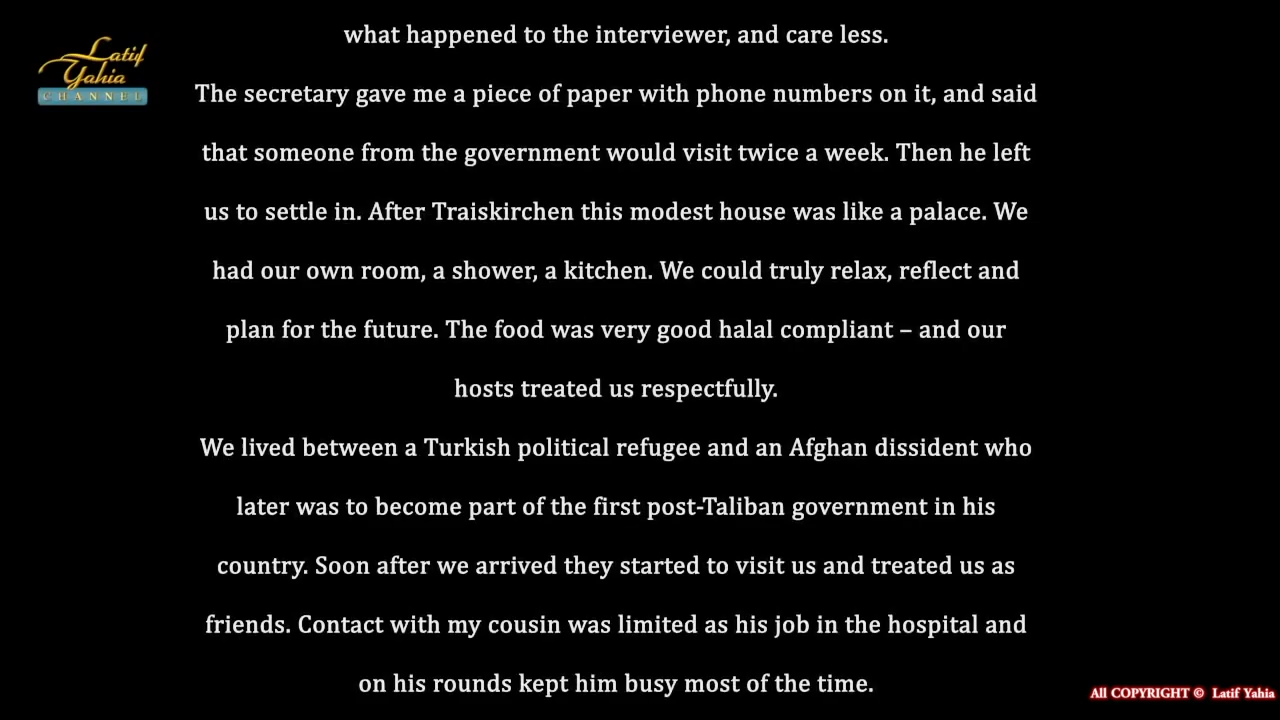 Latif
Yahia
CHANNEL
what happened to the interviewer, and care less.
The secretary gave me a piece of paper with phone numbers on it, and said
that someone from the government would visit twice a week. Then he left
us to settle in. After Traiskirchen this modest house was like a palace. We
had our own room, a shower, a kitchen. We could truly relax, reflect and
plan for the future. The food was very good halal compliant – and our
hosts treated us respectfully.
We lived between a Turkish political refugee and an Afghan dissident who
later was to become part of the first post-Taliban government in his
country. Soon after we arrived they started to visit us and treated us as
friends. Contact with my cousin was limited as his job in the hospital and
on his rounds kept him busy most of the time.
All COPYRIGHT © Latif Yahia